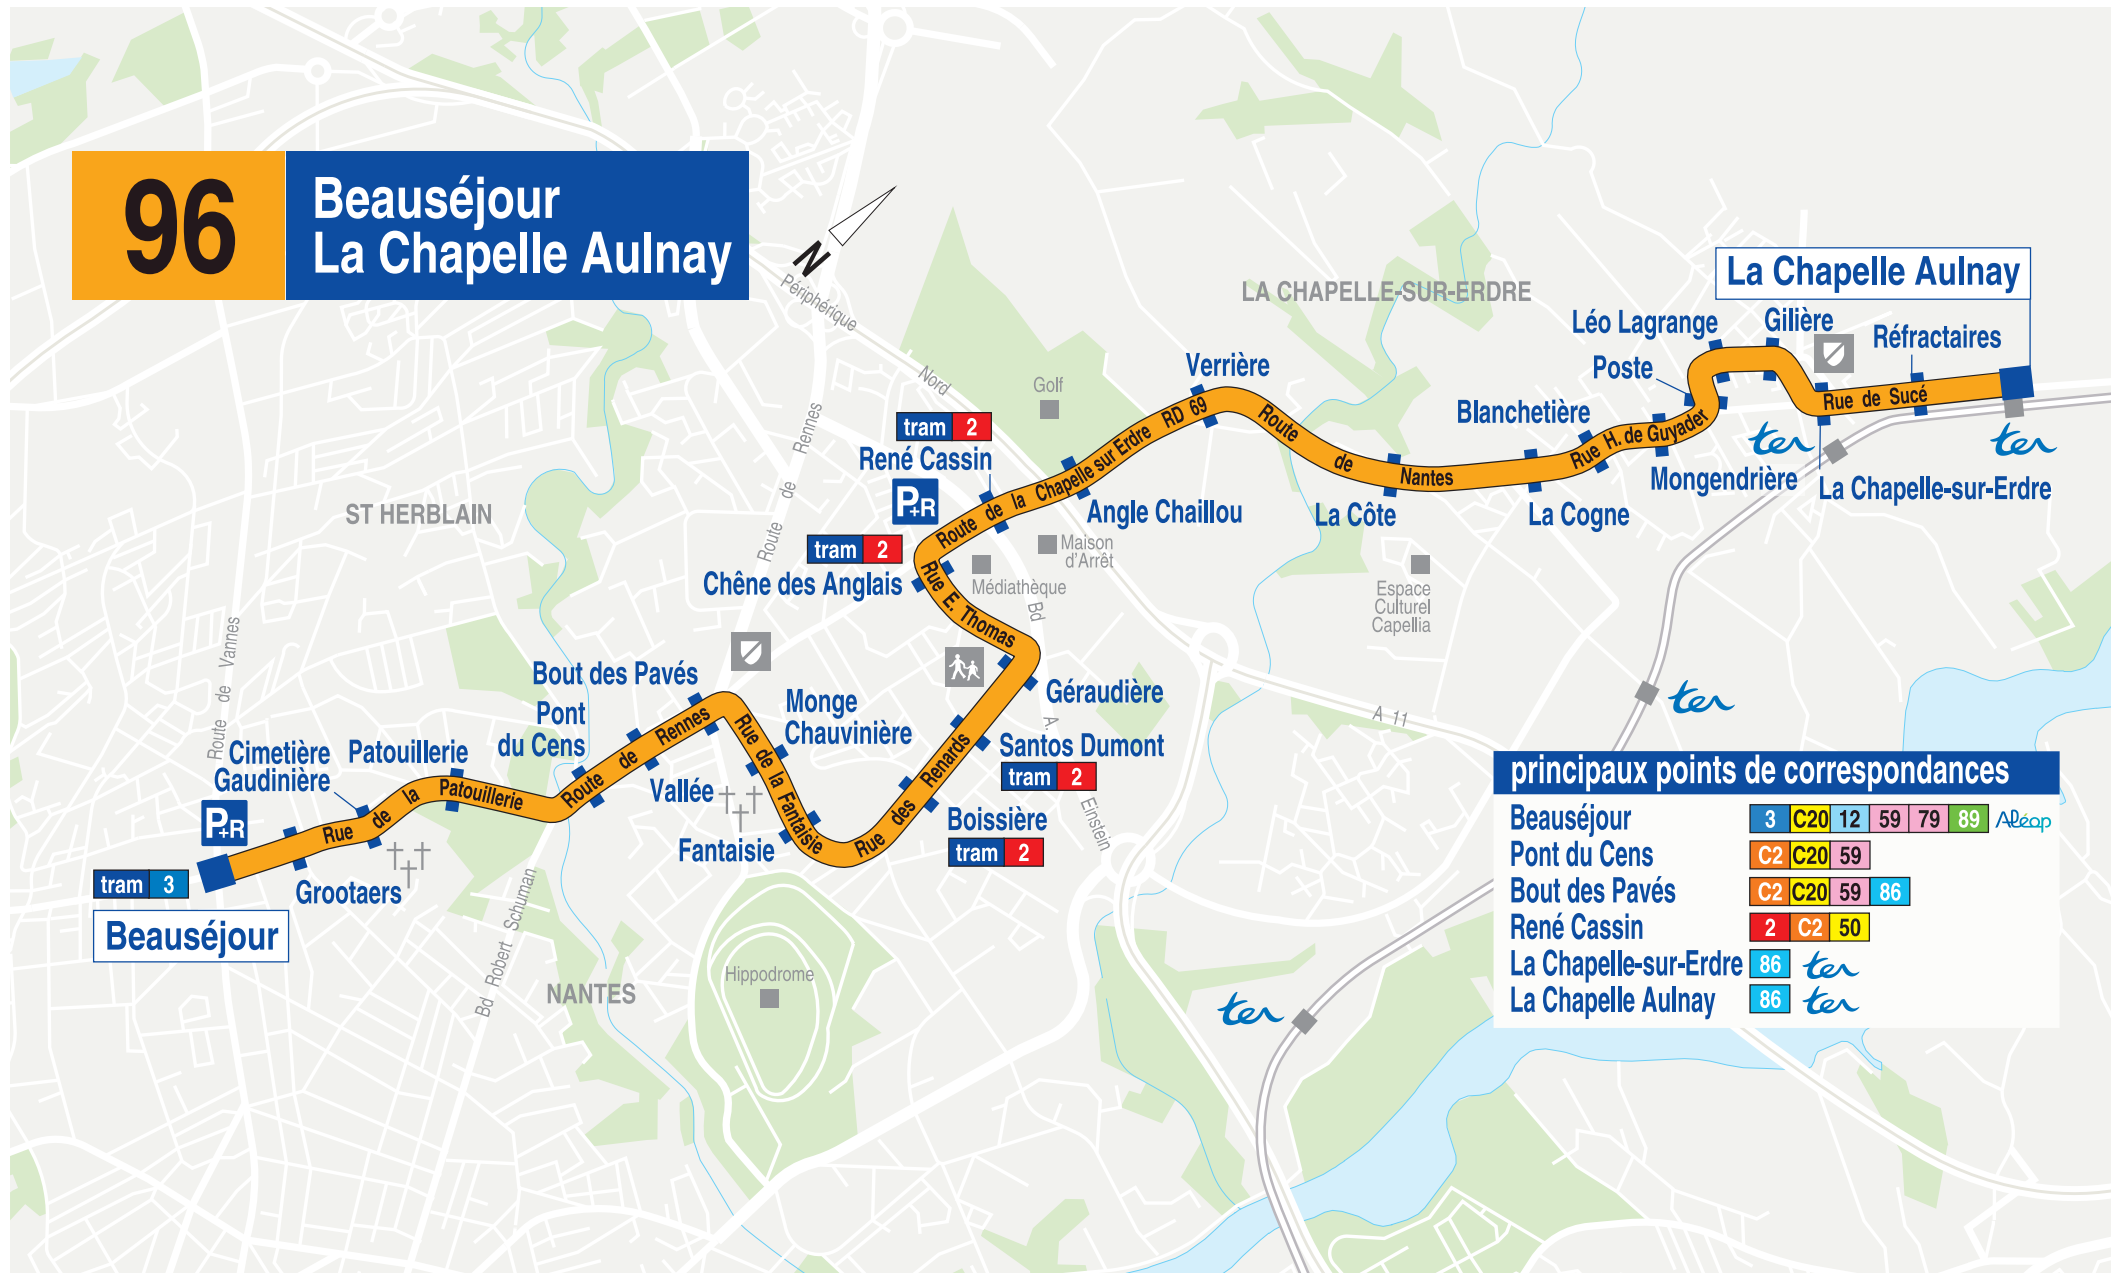 96
Beauséjour
La Chapelle Aulnay
N
Périphérique
Nord
Route de Rennes
LA CHAPELLE-SUR-ERDRE
La Chapelle Aulnay
Léo Lagrange
Gilière
Réfractaires
Poste
Verrière
Golf
Blanchetière
Rue de Sucé
Rue H. de Guyader
ter
ter
tram 2
René Cassin
P+R
Route de la Chapelle sur Erdre RD 69
Route de Nantes
Mongendrière
La Chapelle-sur-Erdre
Angle Chaillou
La Côte
La Cogne
ST HERBLAIN
tram 2
Chêne des Anglais
Maison
d'Arrêt
Médiathèque
Espace
Culturel
Capellia
Rue E. Thomas
Bd A. Einstein
Route de Vannes
Bout des Pavés
Géraudière
ter
A 11
Pont
du Cens
Monge
Chauvinière
Route de Rennes
Rue de la Fantaisie
Santos Dumont
tram 2
Cimetière
Gaudinière
Patouillerie
Vallée
Rue des Renards
P+R
Rue de la Patouillerie
Fantaisie
Boissière
tram 2
tram 3
Grootaers
Beauséjour
Bd Robert Schuman
NANTES
Hippodrome
ter
principaux points de correspondances
Beauséjour 3 C20 12 59 79 89 Aléop
Pont du Cens C2 C20 59
Bout des Pavés C2 C20 59 86
René Cassin 2 C2 50
La Chapelle-sur-Erdre 86 ter
La Chapelle Aulnay 86 ter